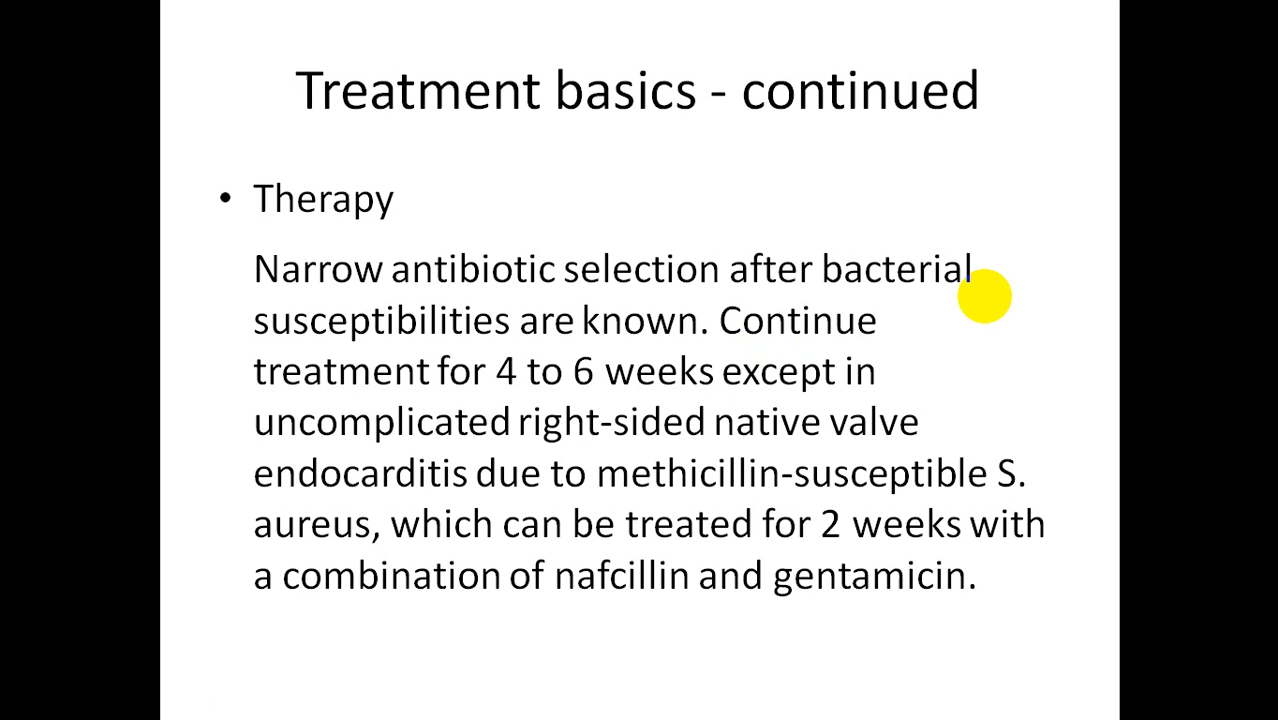 Treatment basics - continued
• Therapy
Narrow antibiotic selection after bacterial
susceptibilities are known. Continue
treatment for 4 to 6 weeks except in
uncomplicated right-sided native valve
endocarditis due to methicillin-susceptible S.
aureus, which can be treated for 2 weeks with
a combination of nafcillin and gentamicin.